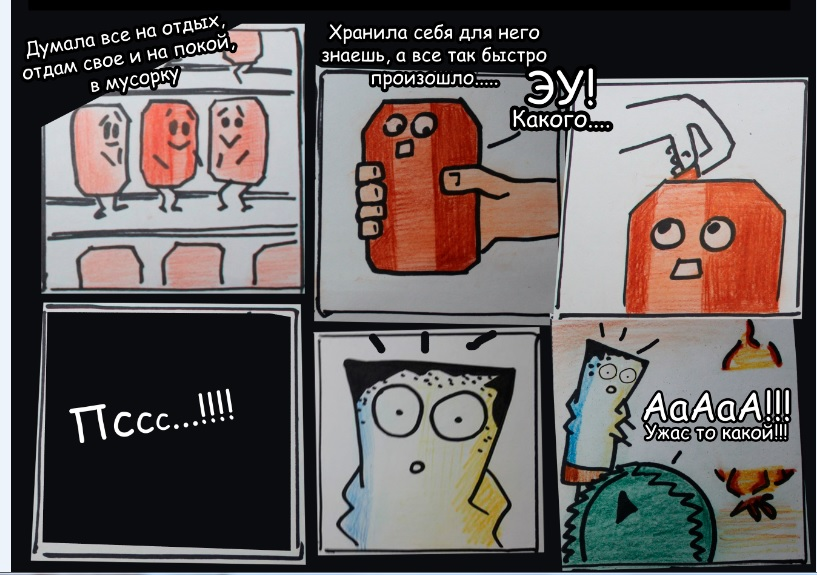 Думала все на отдых,
отдам свое и на покой,
в мусорку
Хранила себя для него
знаешь, а все так быстро
произошло.....
ЭУ!
Какого....
Пссс...!!!!
АаАаА!!!
Ужас то какой!!!